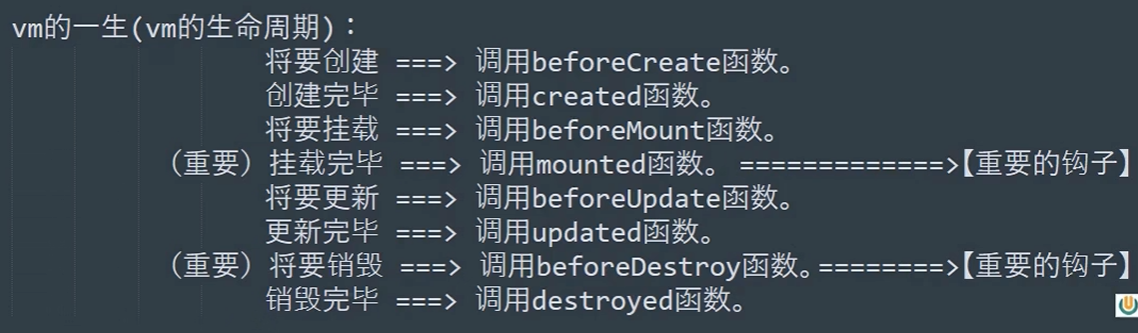 vm的一生(vm的生命周期)：
将要创建 ===> 调用beforeCreate函数。
创建完毕 ===> 调用created函数。
将要挂载 ===> 调用beforeMount函数。
（重要）挂载完毕 ===> 调用mounted函数。 =============>【重要的钩子】
将要更新 ===> 调用beforeUpdate函数。
更新完毕 ===> 调用updated函数。
（重要）将要销毁 ===> 调用beforeDestroy函数。========>【重要的钩子】
销毁完毕 ===> 调用destroyed函数。